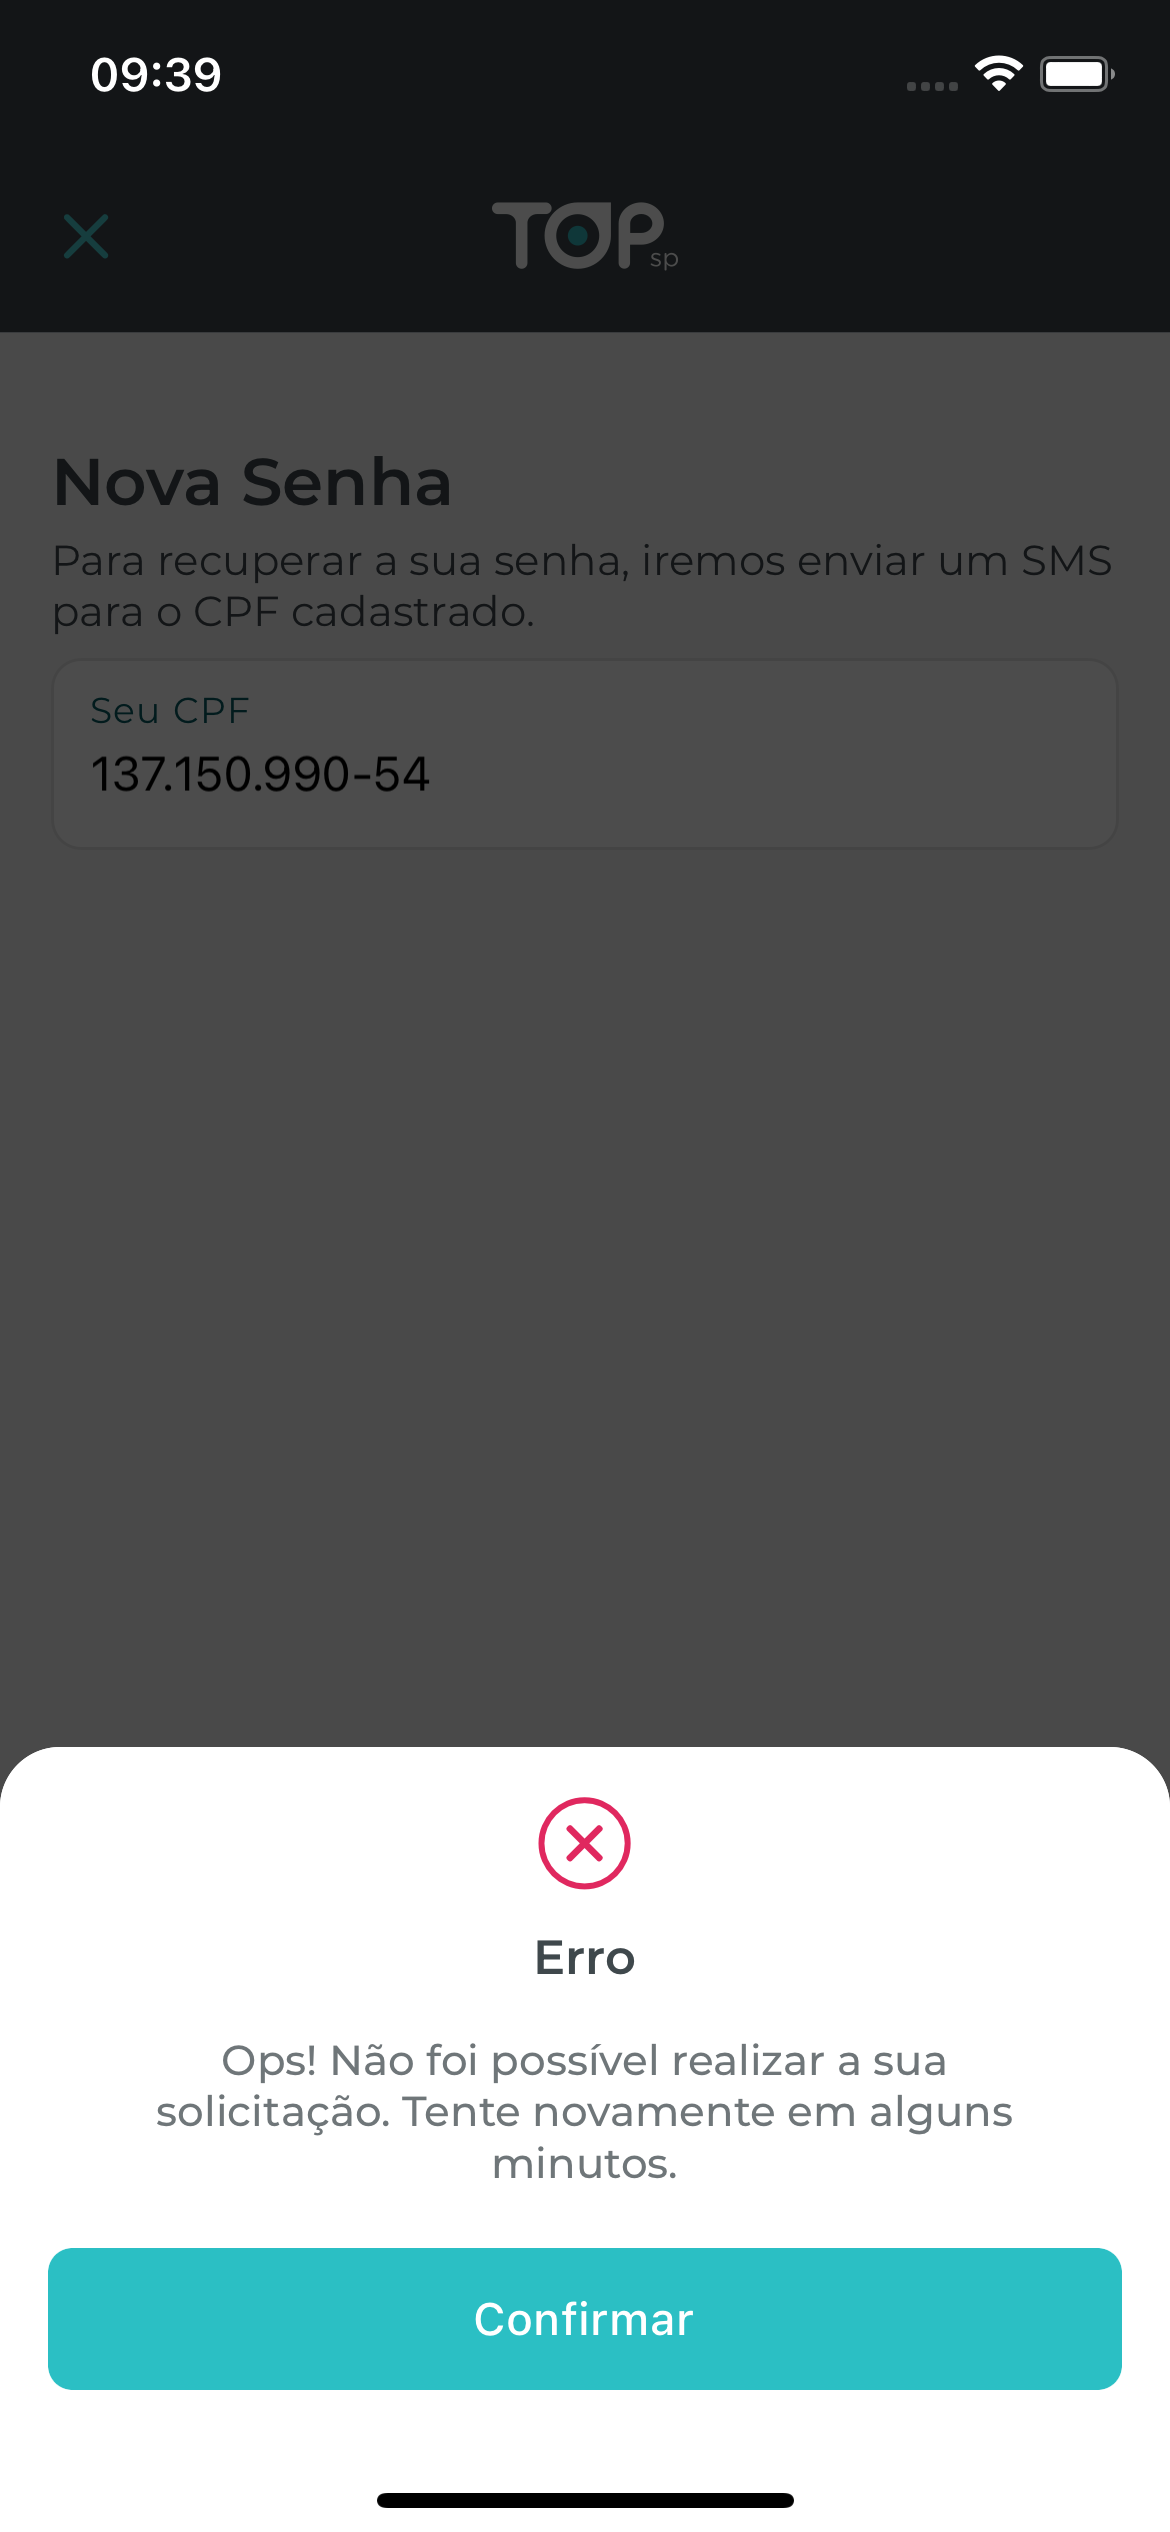 09:39
TOP
sp
Nova Senha
Para recuperar a sua senha, iremos enviar um SMS
para o CPF cadastrado.
Seu CPF
137.150.990-54
Erro
Ops! Não foi possível realizar a sua
solicitação. Tente novamente em alguns
minutos.
Confirmar